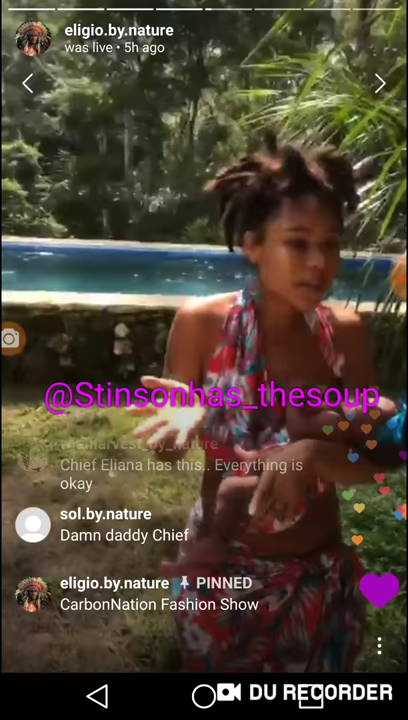 eligio.by.nature
was live • 5h ago
@Stinsonhas_thesoup
Chief Eliana has this.. Everything is
okay
sol.by.nature
Damn daddy Chief
eligio.by.nature PINNED
CarbonNation Fashion Show
DU RECORDER